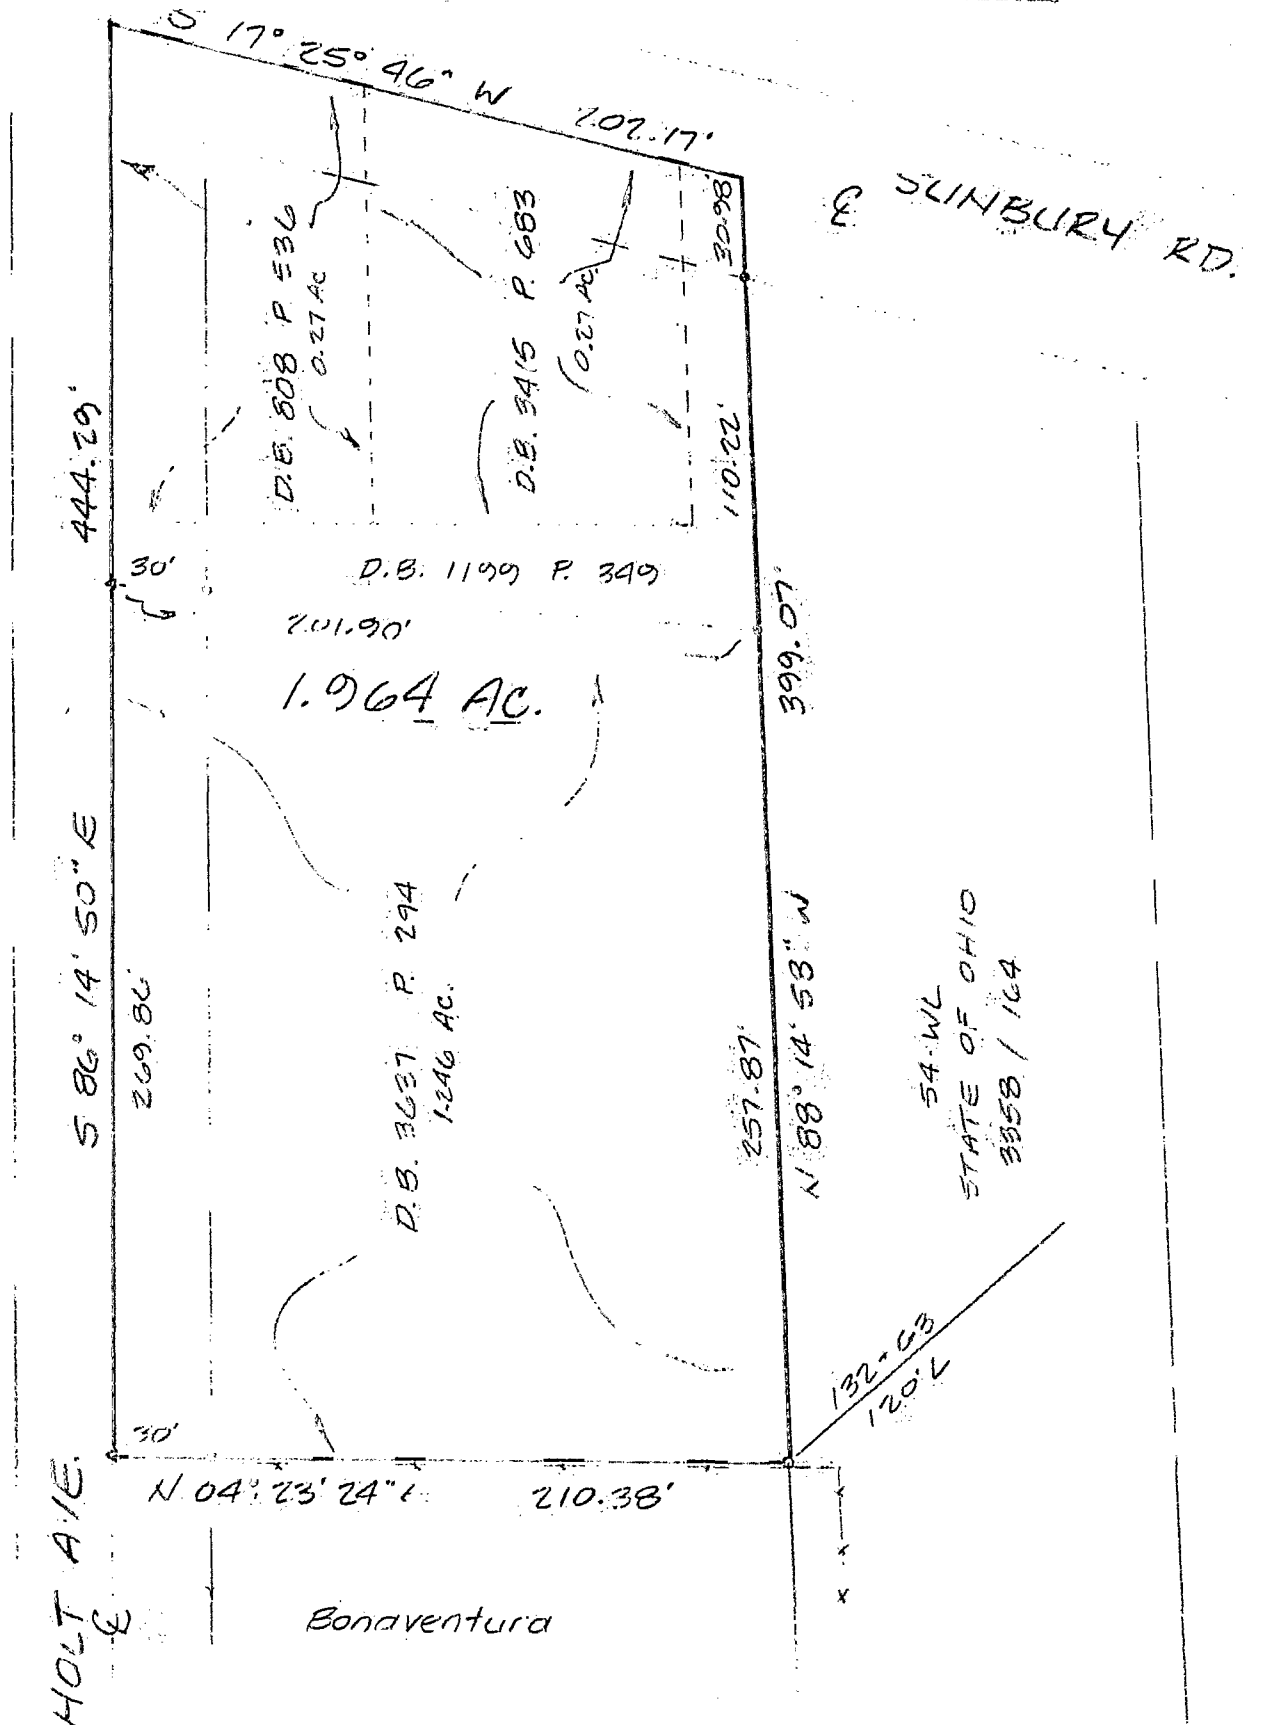 S 17° 25' 46" W 202.17'
℄ SUNBURY RD.
30.98
D.B. 808 P. 536
0.27 AC
D.B. 3415 P. 683
0.27 AC.
110.22'
444.29'
30'
D.B. 1199 P. 349
201.90'
1.964 AC.
399.07'
S 86° 14' 50" E
269.86'
D.B. 3637 P. 294
1.246 AC.
257.87'
N 88° 14' 53" W
54-WL
STATE OF OHIO
3358 / 164
132+63
120'L
30'
N 04° 23' 24"
210.38'
HOLT AVE.
℄
Bonaventura